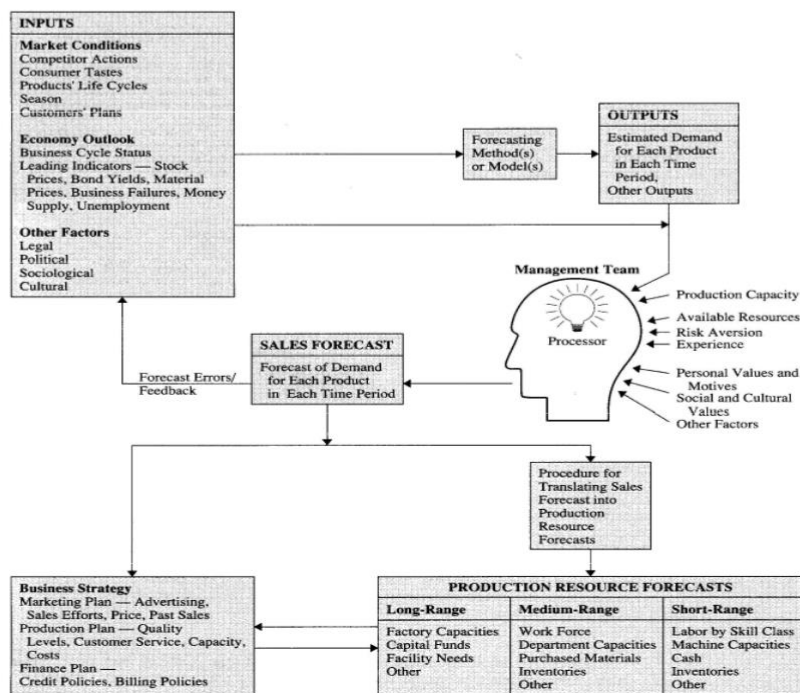 INPUTS
Market Conditions
Competitor Actions
Consumer Tastes
Products' Life Cycles
Season
Customers' Plans
Economy Outlook
Business Cycle Status
Leading Indicators — Stock
Prices, Bond Yields, Material
Prices, Business Failures, Money
Supply, Unemployment
Other Factors
Legal
Political
Sociological
Cultural
Forecasting
Method(s)
or Model(s)
OUTPUTS
Estimated Demand
for Each Product
in Each Time
Period,
Other Outputs
Management Team
Processor
Production Capacity
Available Resources
Risk Aversion
Experience
Personal Values and
Motives
Social and Cultural
Values
Other Factors
SALES FORECAST
Forecast of Demand
for Each Product
in Each Time Period
Forecast Errors/
Feedback
Procedure for
Translating Sales
Forecast into
Production
Resource
Forecasts
Business Strategy
Marketing Plan — Advertising,
Sales Efforts, Price, Past Sales
Production Plan — Quality
Levels, Customer Service, Capacity,
Costs
Finance Plan —
Credit Policies, Billing Policies
PRODUCTION RESOURCE FORECASTS
Long-Range
Factory Capacities
Capital Funds
Facility Needs
Other
Medium-Range
Work Force
Department Capacities
Purchased Materials
Inventories
Other
Short-Range
Labor by Skill Class
Machine Capacities
Cash
Inventories
Other